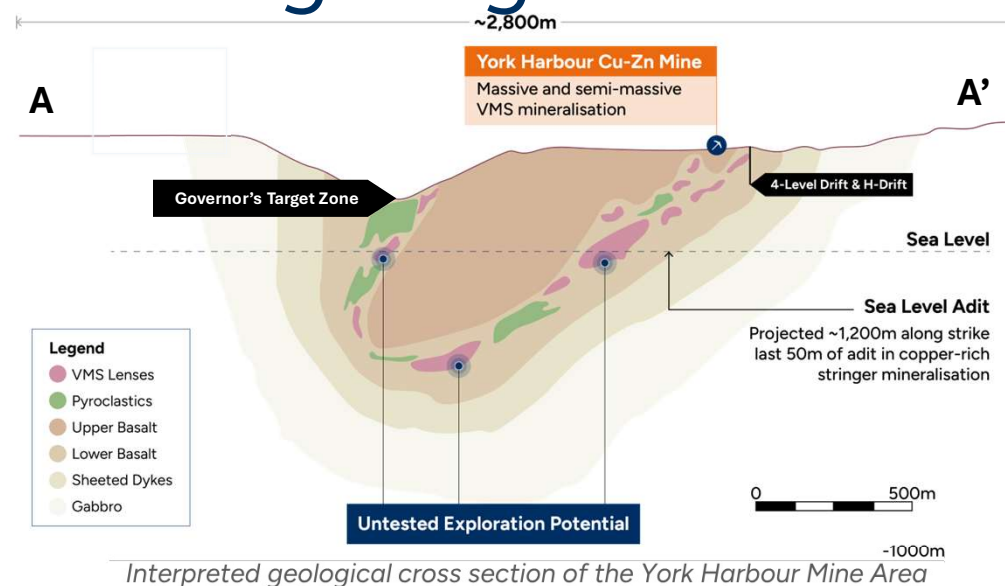 ~2,800m
York Harbour Cu-Zn Mine
Massive and semi-massive
VMS mineralisation
A
A’
Governor’s Target Zone
4-Level Drift & H-Drift
Sea Level
Sea Level Adit
Projected ~1,200m along strike
last 50m of adit in copper-rich
stringer mineralisation
Legend
VMS Lenses
Pyroclastics
Upper Basalt
Lower Basalt
Sheeted Dykes
Gabbro
Untested Exploration Potential
0
500m
-1000m
Interpreted geological cross section of the York Harbour Mine Area